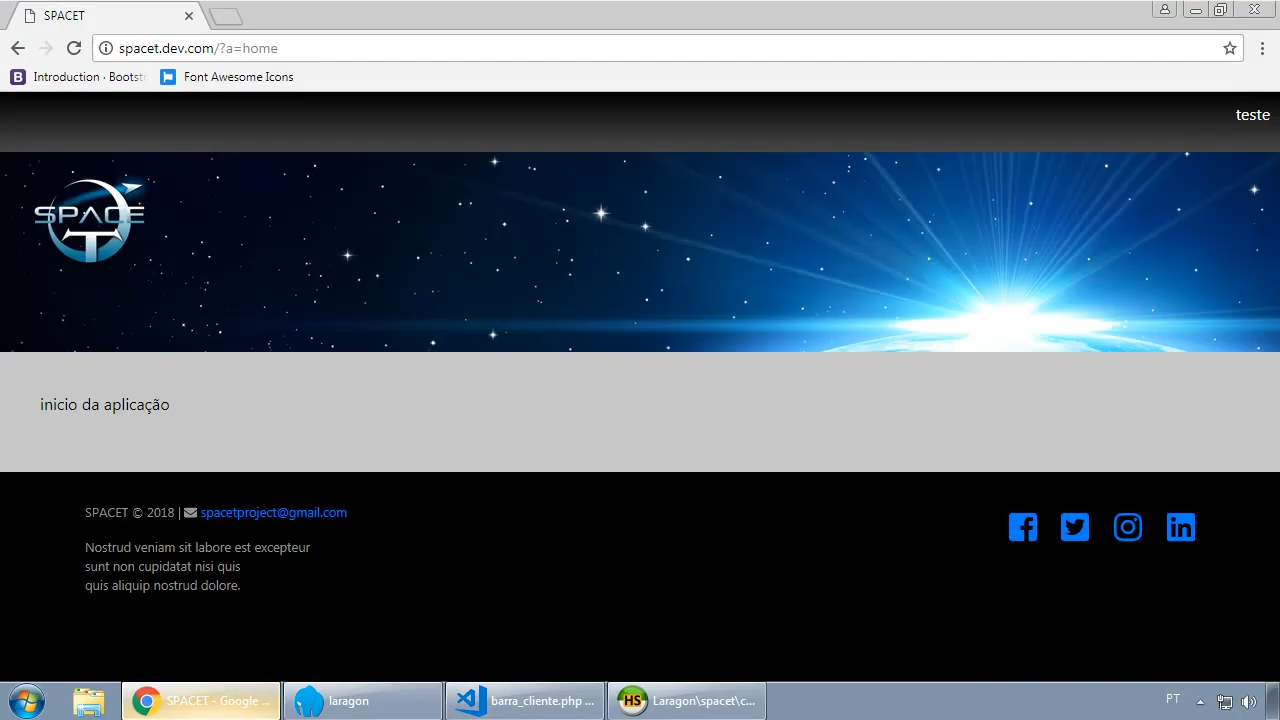 SPACET
spacet.dev.com/?a=home
Introduction · Bootst
Font Awesome Icons
teste
SPACE
T
inicio da aplicação
SPACET © 2018 | spacetproject@gmail.com
Nostrud veniam sit labore est excepteur
sunt non cupidatat nisi quis
quis aliquip nostrud dolore.
SPACET - Google ...
laragon
barra_cliente.php ...
HS
Laragon\spacet\c...
PT